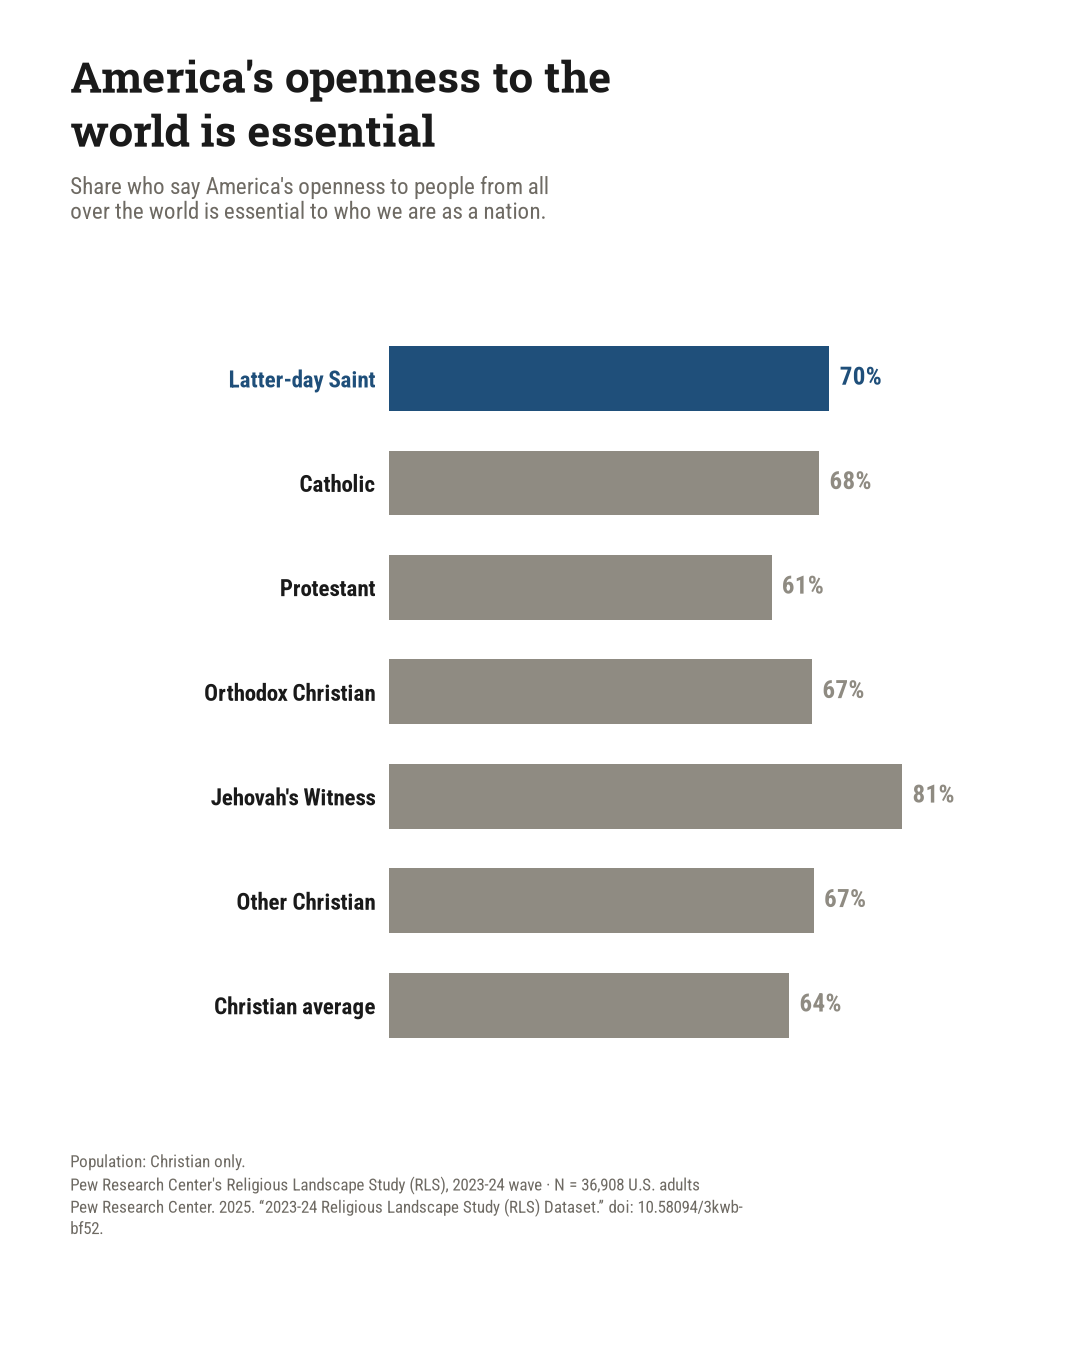 America's openness to the
world is essential
Share who say America's openness to people from all
over the world is essential to who we are as a nation.
Latter-day Saint 70%
Catholic 68%
Protestant 61%
Orthodox Christian 67%
Jehovah's Witness 81%
Other Christian 67%
Christian average 64%
Population: Christian only.
Pew Research Center's Religious Landscape Study (RLS), 2023-24 wave · N = 36,908 U.S. adults
Pew Research Center. 2025. “2023-24 Religious Landscape Study (RLS) Dataset.” doi: 10.58094/3kwb-
bf52.